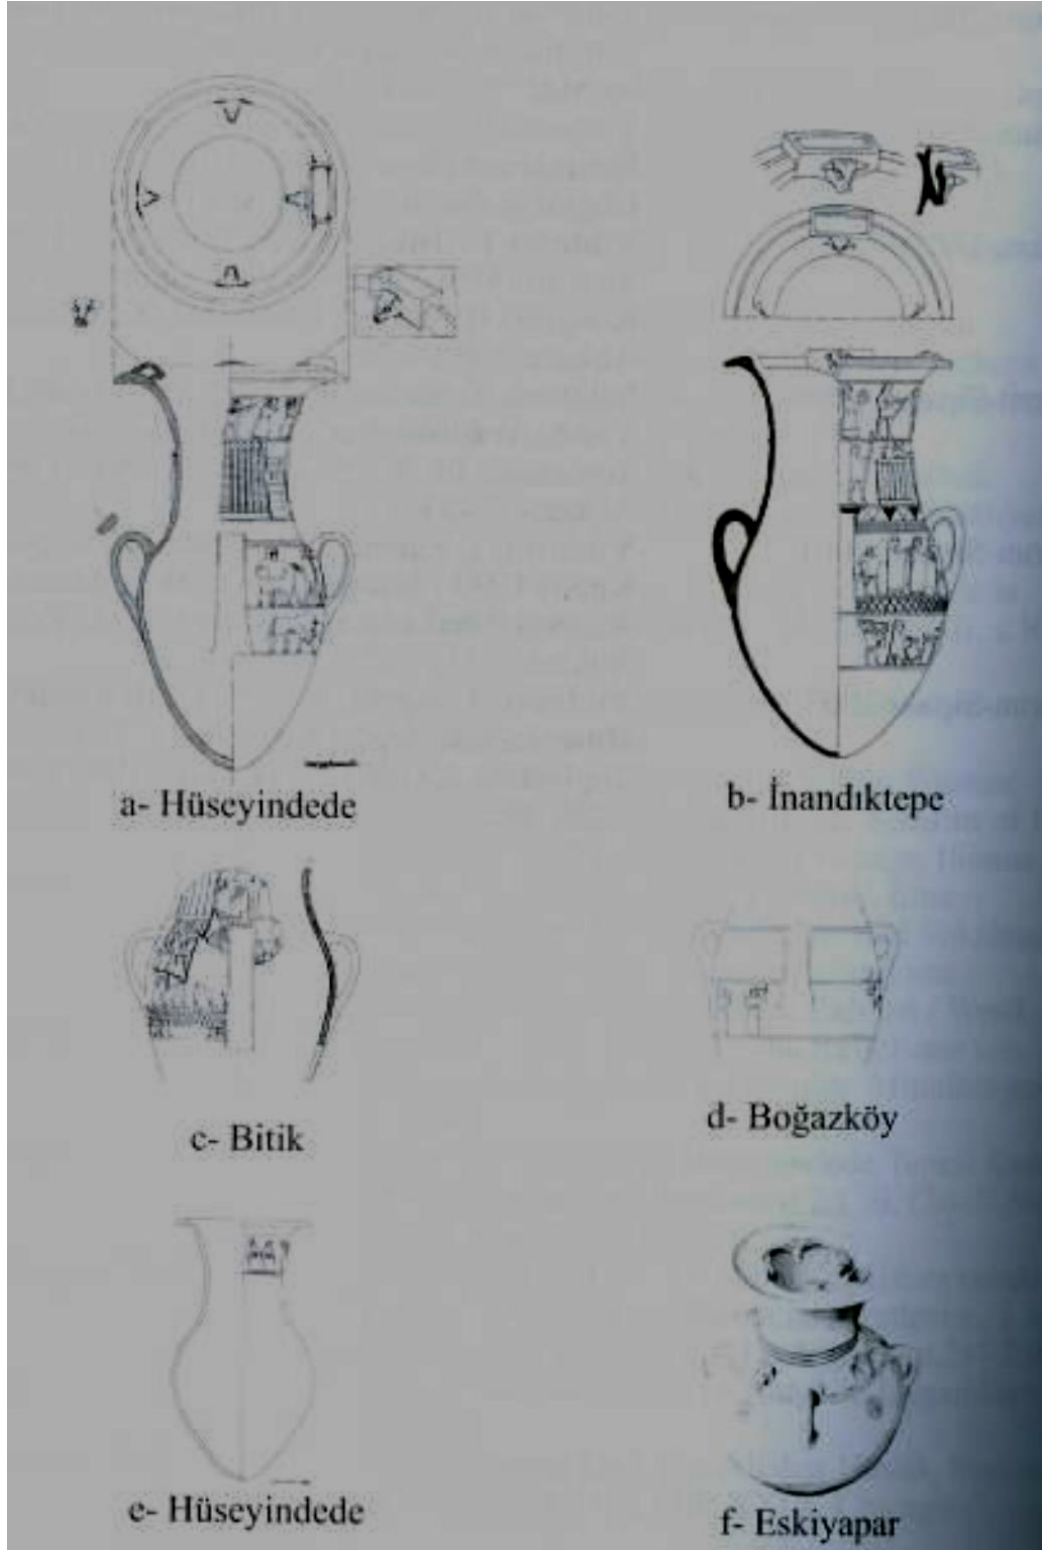 a- Hüseyindede
b- İnandıktepe
c- Bitik
d- Boğazköy
e- Hüseyindede
f- Eskiyapar